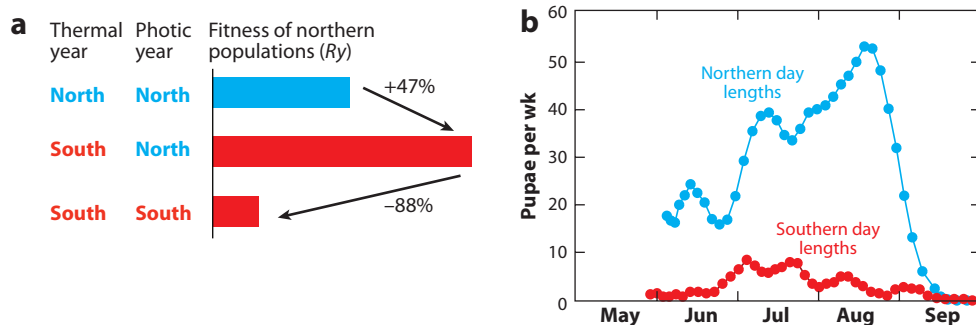 a
Thermal year
Photic year
Fitness of northern populations (Ry)
North
North
+47%
South
North
−88%
South
South
b
Pupae per wk
60
50
40
30
20
10
0
Northern day
lengths
Southern day
lengths
May
Jun
Jul
Aug
Sep